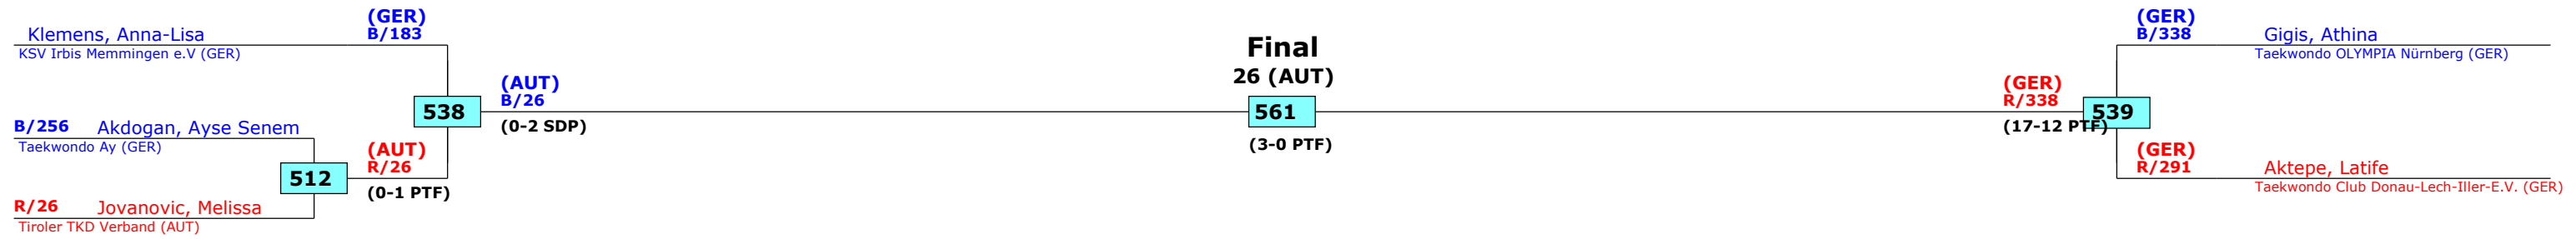 (GER)
B/183
Klemens, Anna-Lisa
KSV Irbis Memmingen e.V (GER)
B/256 Akdogan, Ayse Senem
Taekwondo Ay (GER)
512
R/26 Jovanovic, Melissa
Tiroler TKD Verband (AUT)
(AUT)
R/26
(0-1 PTF)
538
(AUT)
B/26
(0-2 SDP)
Final
26 (AUT)
561
(3-0 PTF)
(GER)
R/338
(17-12 PTF)
539
(GER)
B/338
Gigis, Athina
Taekwondo OLYMPIA Nürnberg (GER)
(GER)
R/291
Aktepe, Latife
Taekwondo Club Donau-Lech-Iller-E.V. (GER)